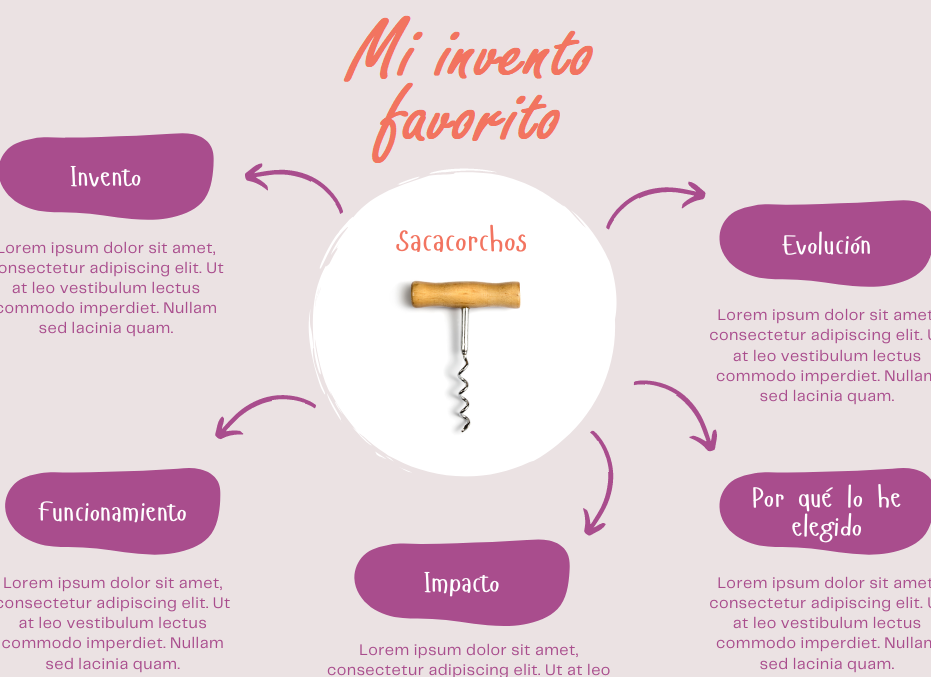 Mi invento
favorito
Invento
Lorem ipsum dolor sit amet,
consectetur adipiscing elit. Ut
at leo vestibulum lectus
commodo imperdiet. Nullam
sed lacinia quam.
Sacacorchos
Evolución
Lorem ipsum dolor sit amet
consectetur adipiscing elit. U
at leo vestibulum lectus
commodo imperdiet. Nullam
sed lacinia quam.
Funcionamiento
Lorem ipsum dolor sit amet,
consectetur adipiscing elit. Ut
at leo vestibulum lectus
commodo imperdiet. Nullam
sed lacinia quam.
Impacto
Lorem ipsum dolor sit amet,
consectetur adipiscing elit. Ut at leo
Por qué lo he
elegido
Lorem ipsum dolor sit amet
consectetur adipiscing elit. U
at leo vestibulum lectus
commodo imperdiet. Nullam
sed lacinia quam.